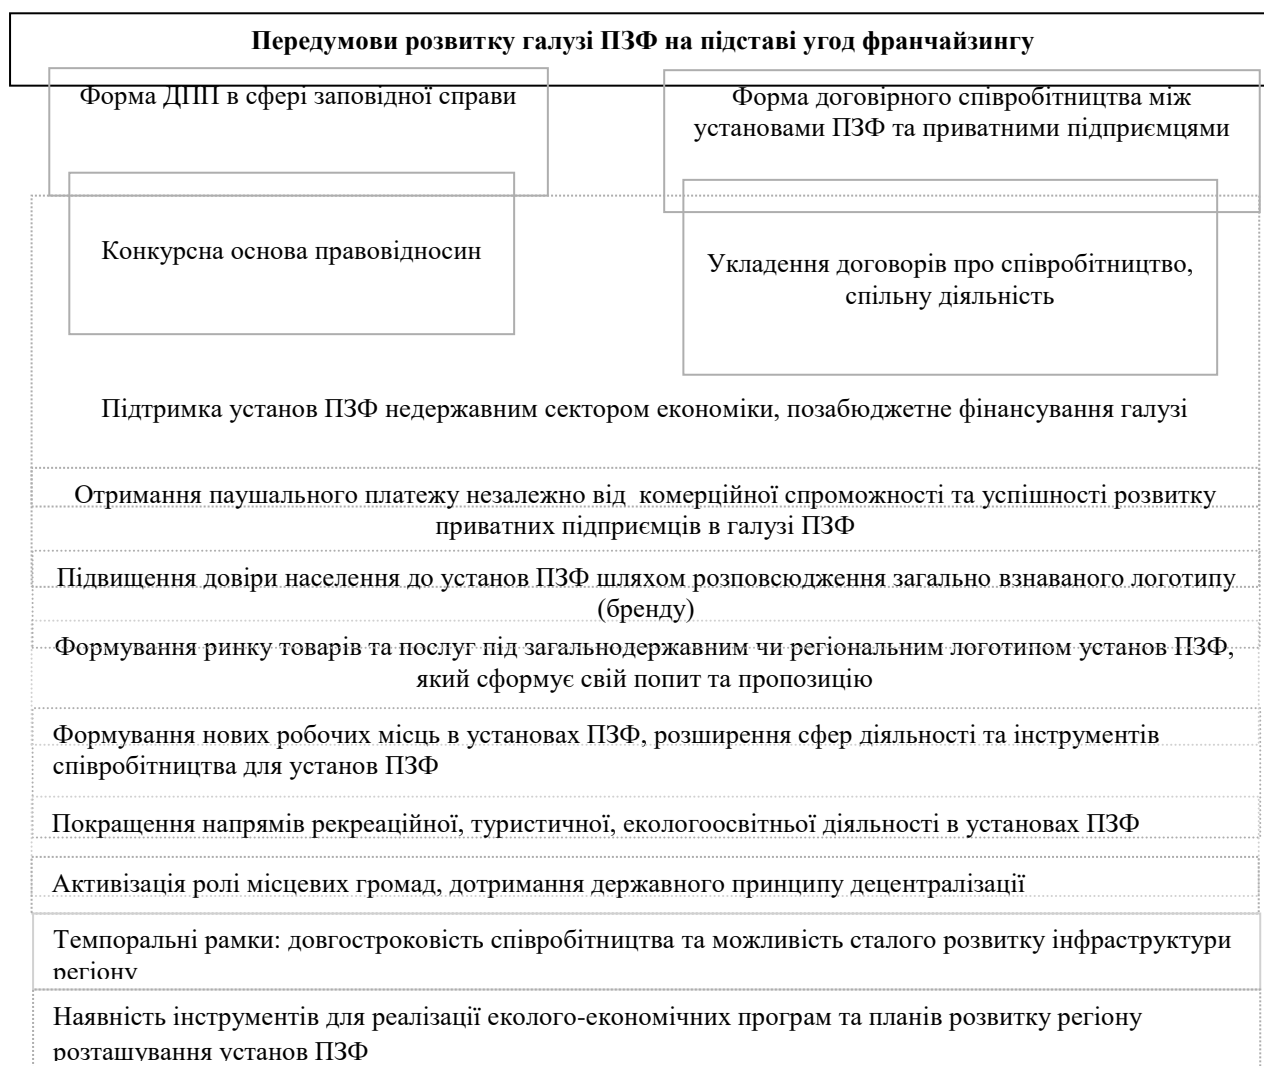 Передумови розвитку галузі ПЗФ на підставі угод франчайзингу
Форма ДПП в сфері заповідної справи
Форма договірного співробітництва між
установами ПЗФ та приватними підприємцями
Конкурсна основа правовідносин
Укладення договорів про співробітництво,
спільну діяльність
Підтримка установ ПЗФ недержавним сектором економіки, позабюджетне фінансування галузі
Отримання паушального платежу незалежно від комерційної спроможності та успішності розвитку
приватних підприємців в галузі ПЗФ
Підвищення довіри населення до установ ПЗФ шляхом розповсюдження загально взнаваного логотипу
(бренду)
Формування ринку товарів та послуг під загальнодержавним чи регіональним логотипом установ ПЗФ,
який сформує свій попит та пропозицію
Формування нових робочих місць в установах ПЗФ, розширення сфер діяльності та інструментів
співробітництва для установ ПЗФ
Покращення напрямів рекреаційної, туристичної, екологоосвітньої діяльності в установах ПЗФ
Активізація ролі місцевих громад, дотримання державного принципу децентралізації
Темпоральні рамки: довгостроковість співробітництва та можливість сталого розвитку інфраструктури
регіону
Наявність інструментів для реалізації еколого-економічних програм та планів розвитку регіону
розташування установ ПЗФ